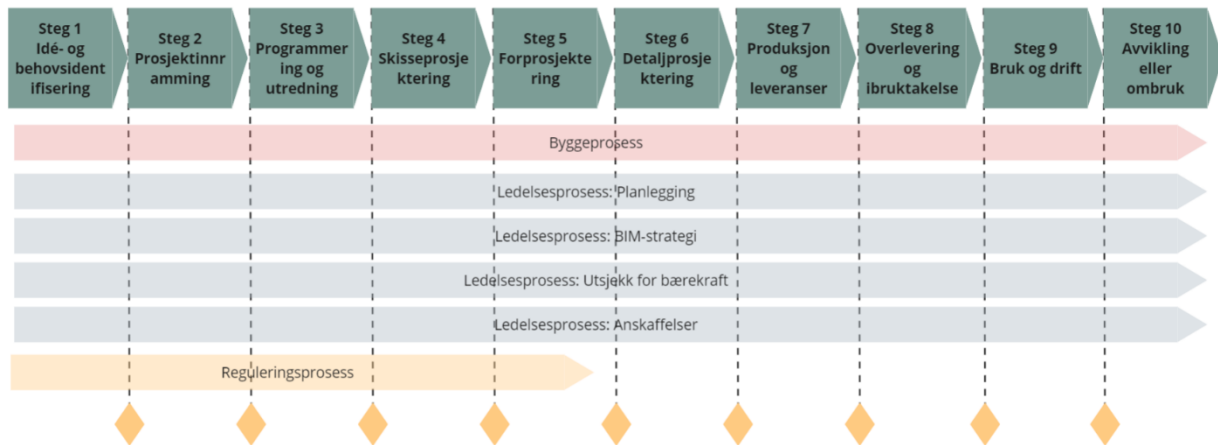 Steg 1
Idé- og
behovsident
ifisering
Steg 2
Prosjektinnr
amming
Steg 3
Programmer
ing og
utredning
Steg 4
Skisseprosje
ktering
Steg 5
Forprosjekte
ring
Steg 6
Detaljprosje
ktering
Steg 7
Produksjon
og
leveranser
Steg 8
Overlevering
og
ibruktakelse
Steg 9
Bruk og drift
Steg 10
Avvikling
eller
ombruk
Byggeprosess
Ledelsesprosess: Planlegging
Ledelsesprosess: BIM-strategi
Ledelsesprosess: Utsjekk for bærekraft
Ledelsesprosess: Anskaffelser
Reguleringsprosess